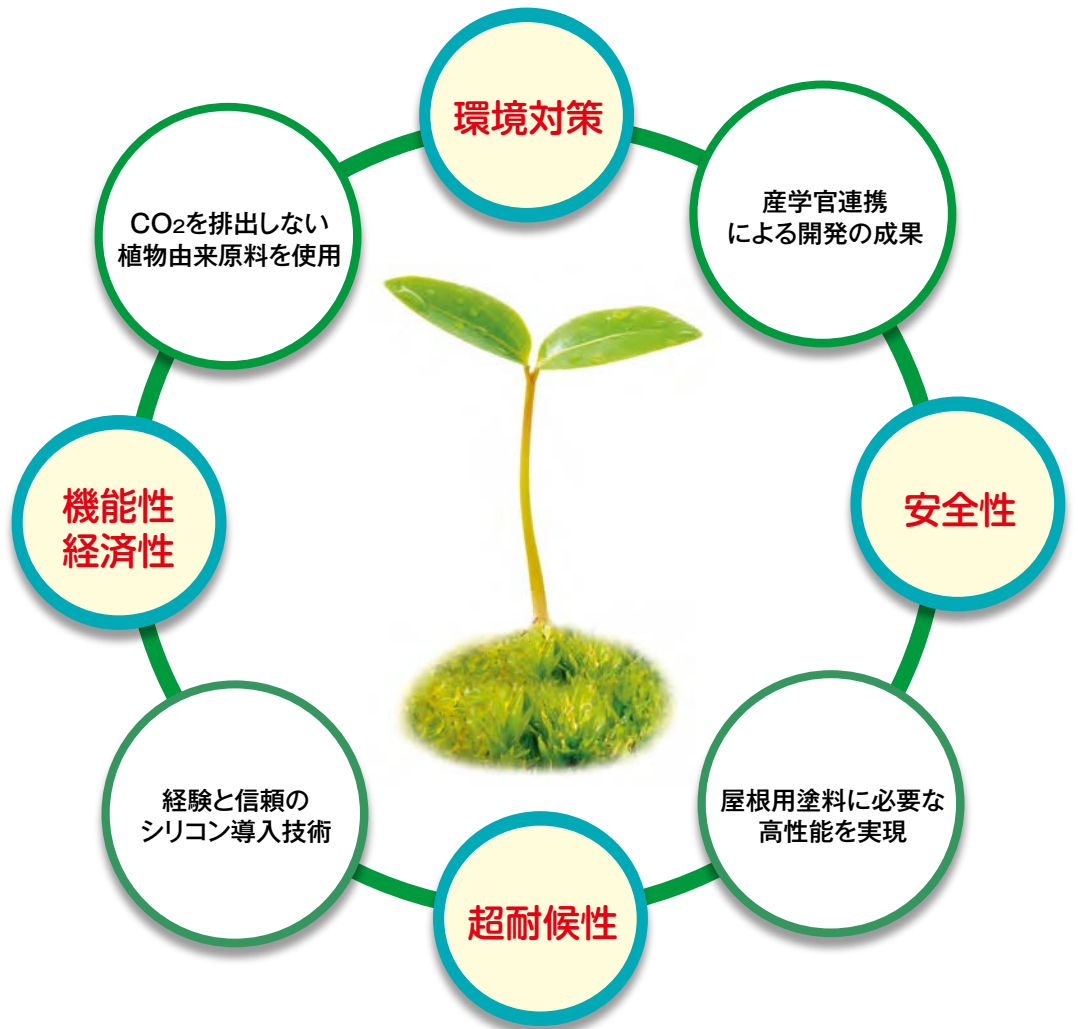 環境対策
CO2を排出しない
植物由来原料を使用
産学官連携
による開発の成果
機能性
経済性
安全性
経験と信頼の
シリコン導入技術
屋根用塗料に必要な
高性能を実現
超耐候性